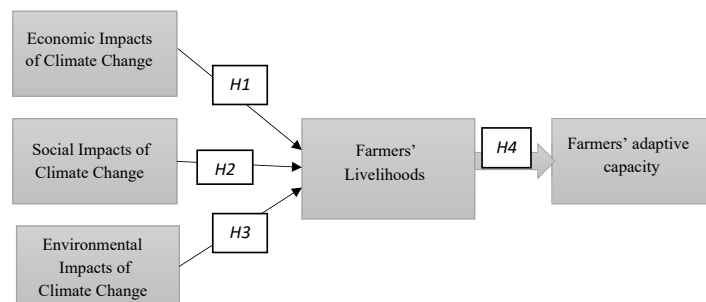 Economic Impacts
of Climate Change
H1
Social Impacts of
Climate Change
H2
Environmental
Impacts of
Climate Change
H3
Farmers’
Livelihoods
H4
Farmers’ adaptive
capacity